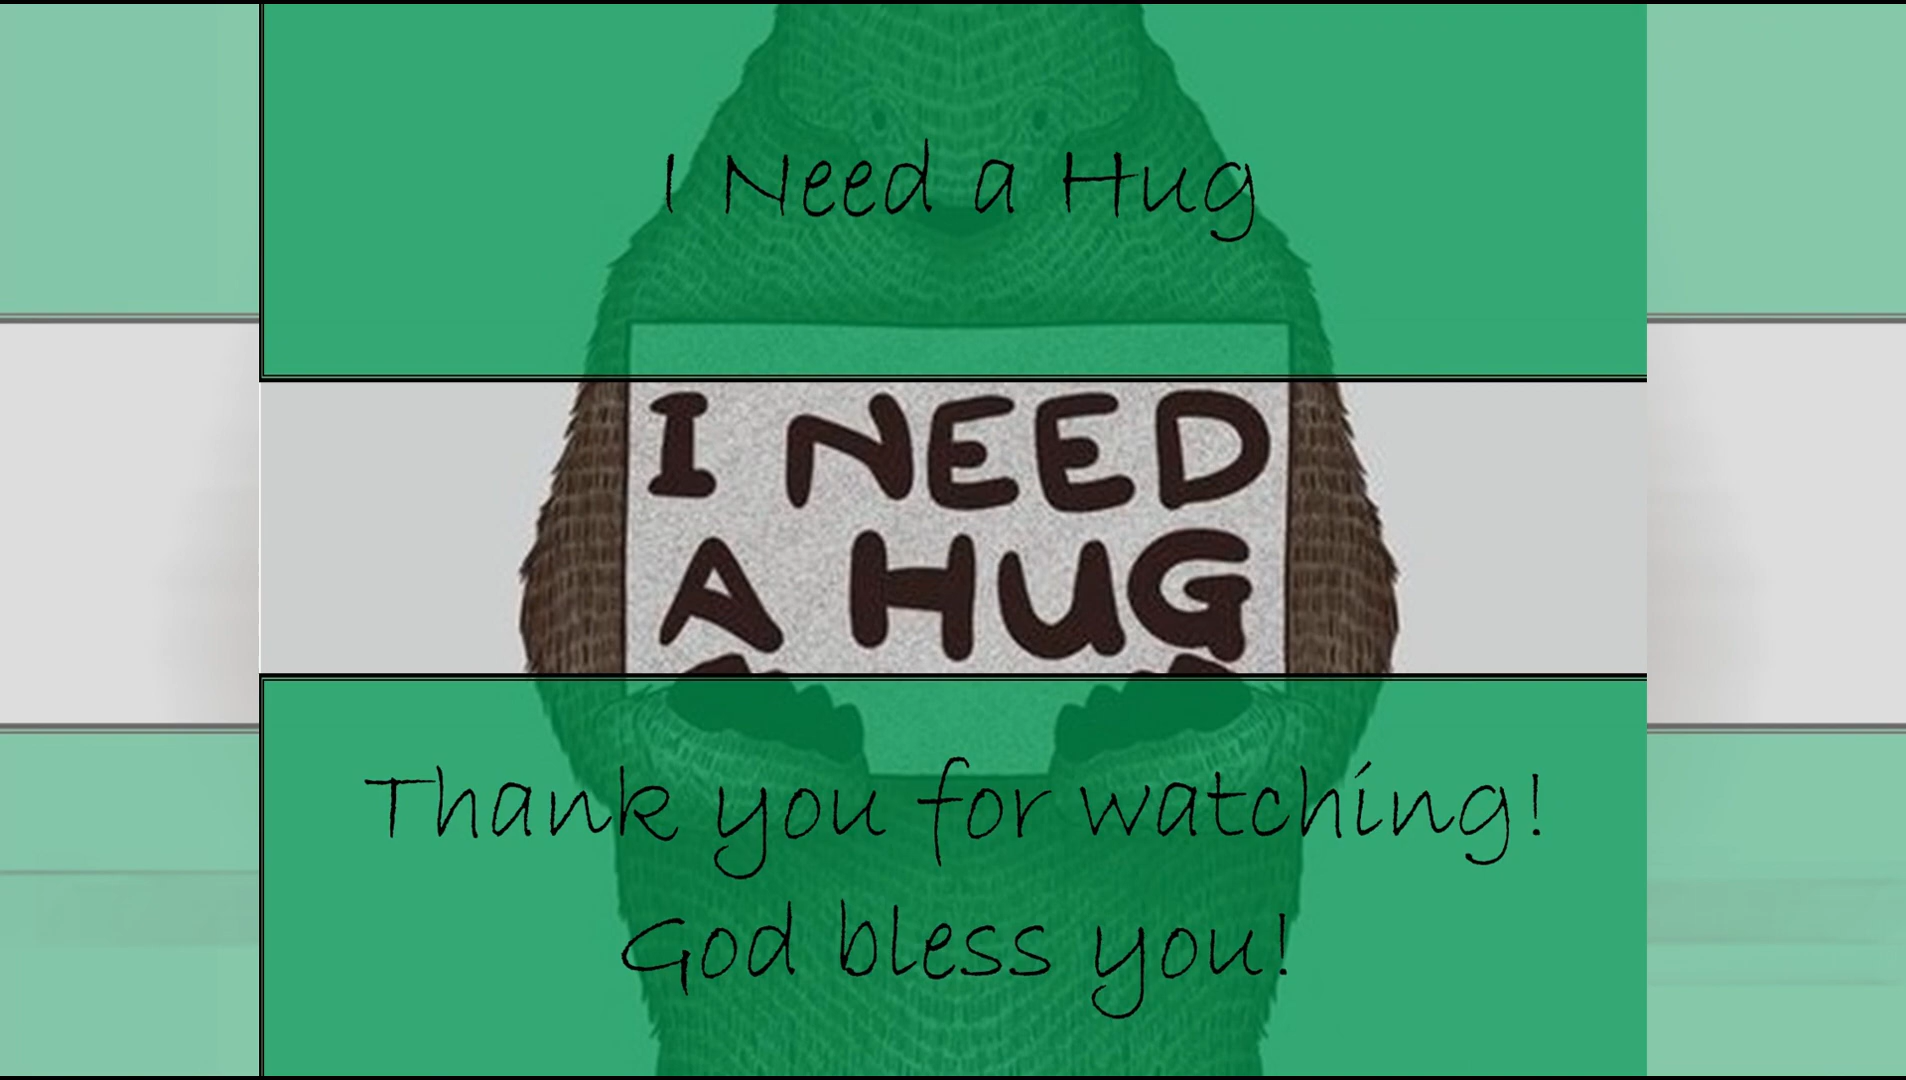 I Need a Hug
I NEED
A HUG
Thank you for watching!
God bless you!